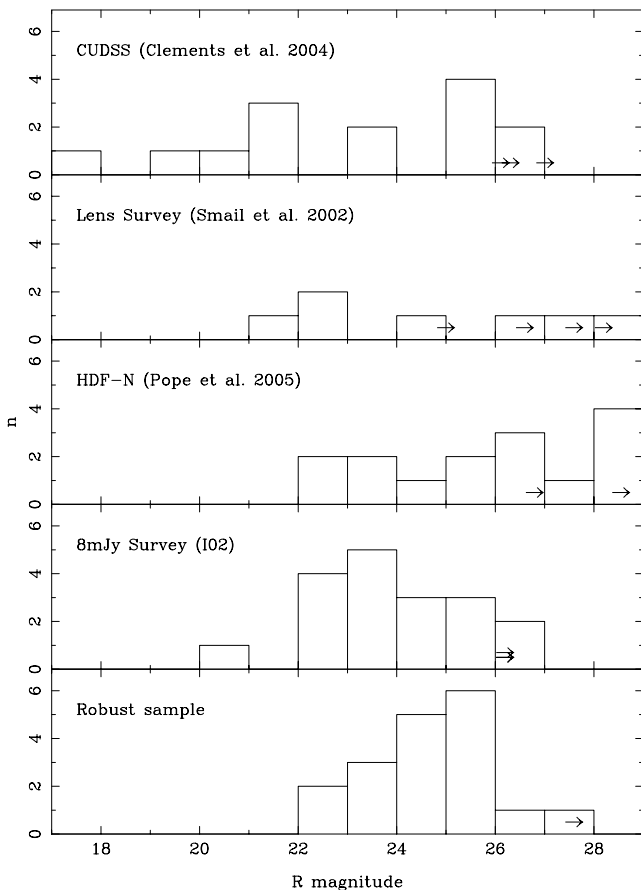 CUDSS (Clements et al. 2004)
6
4
2
0
Lens Survey (Smail et al. 2002)
6
4
2
0
HDF-N (Pope et al. 2005)
6
4
2
0
n
8mJy Survey (I02)
6
4
2
0
Robust sample
6
4
2
0
18 20 22 24 26 28
R magnitude